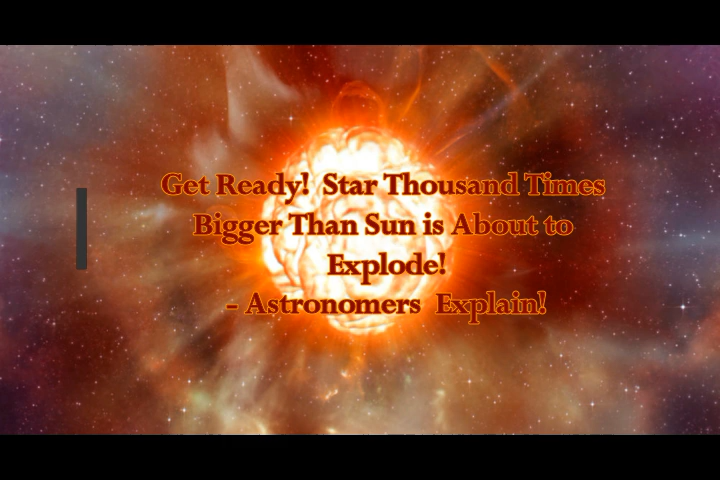 Get Ready! Star Thousand Times
Bigger Than Sun is About to
Explode!
- Astronomers Explain!